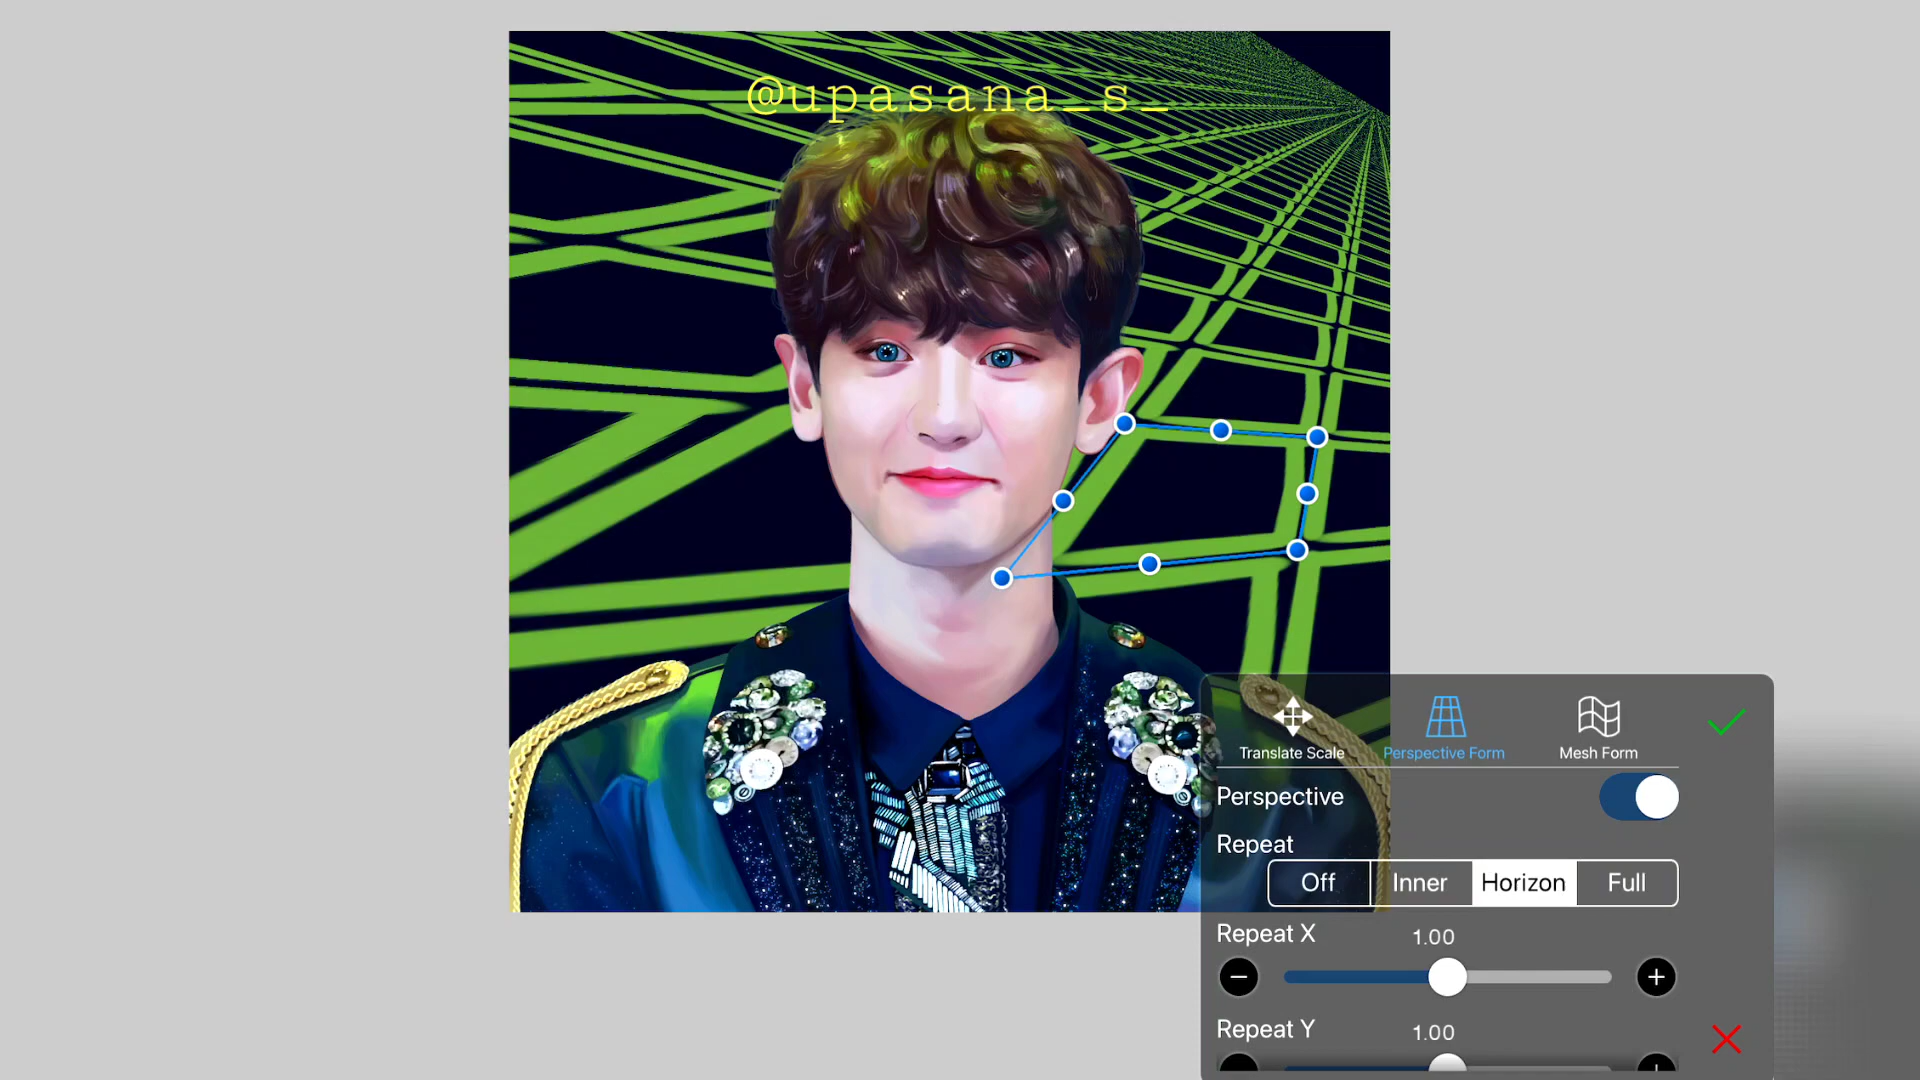 @upasana_s_
Translate Scale
Perspective Form
Mesh Form
Perspective
Repeat
Off
Inner
Horizon
Full
Repeat X
1.00
Repeat Y
1.00